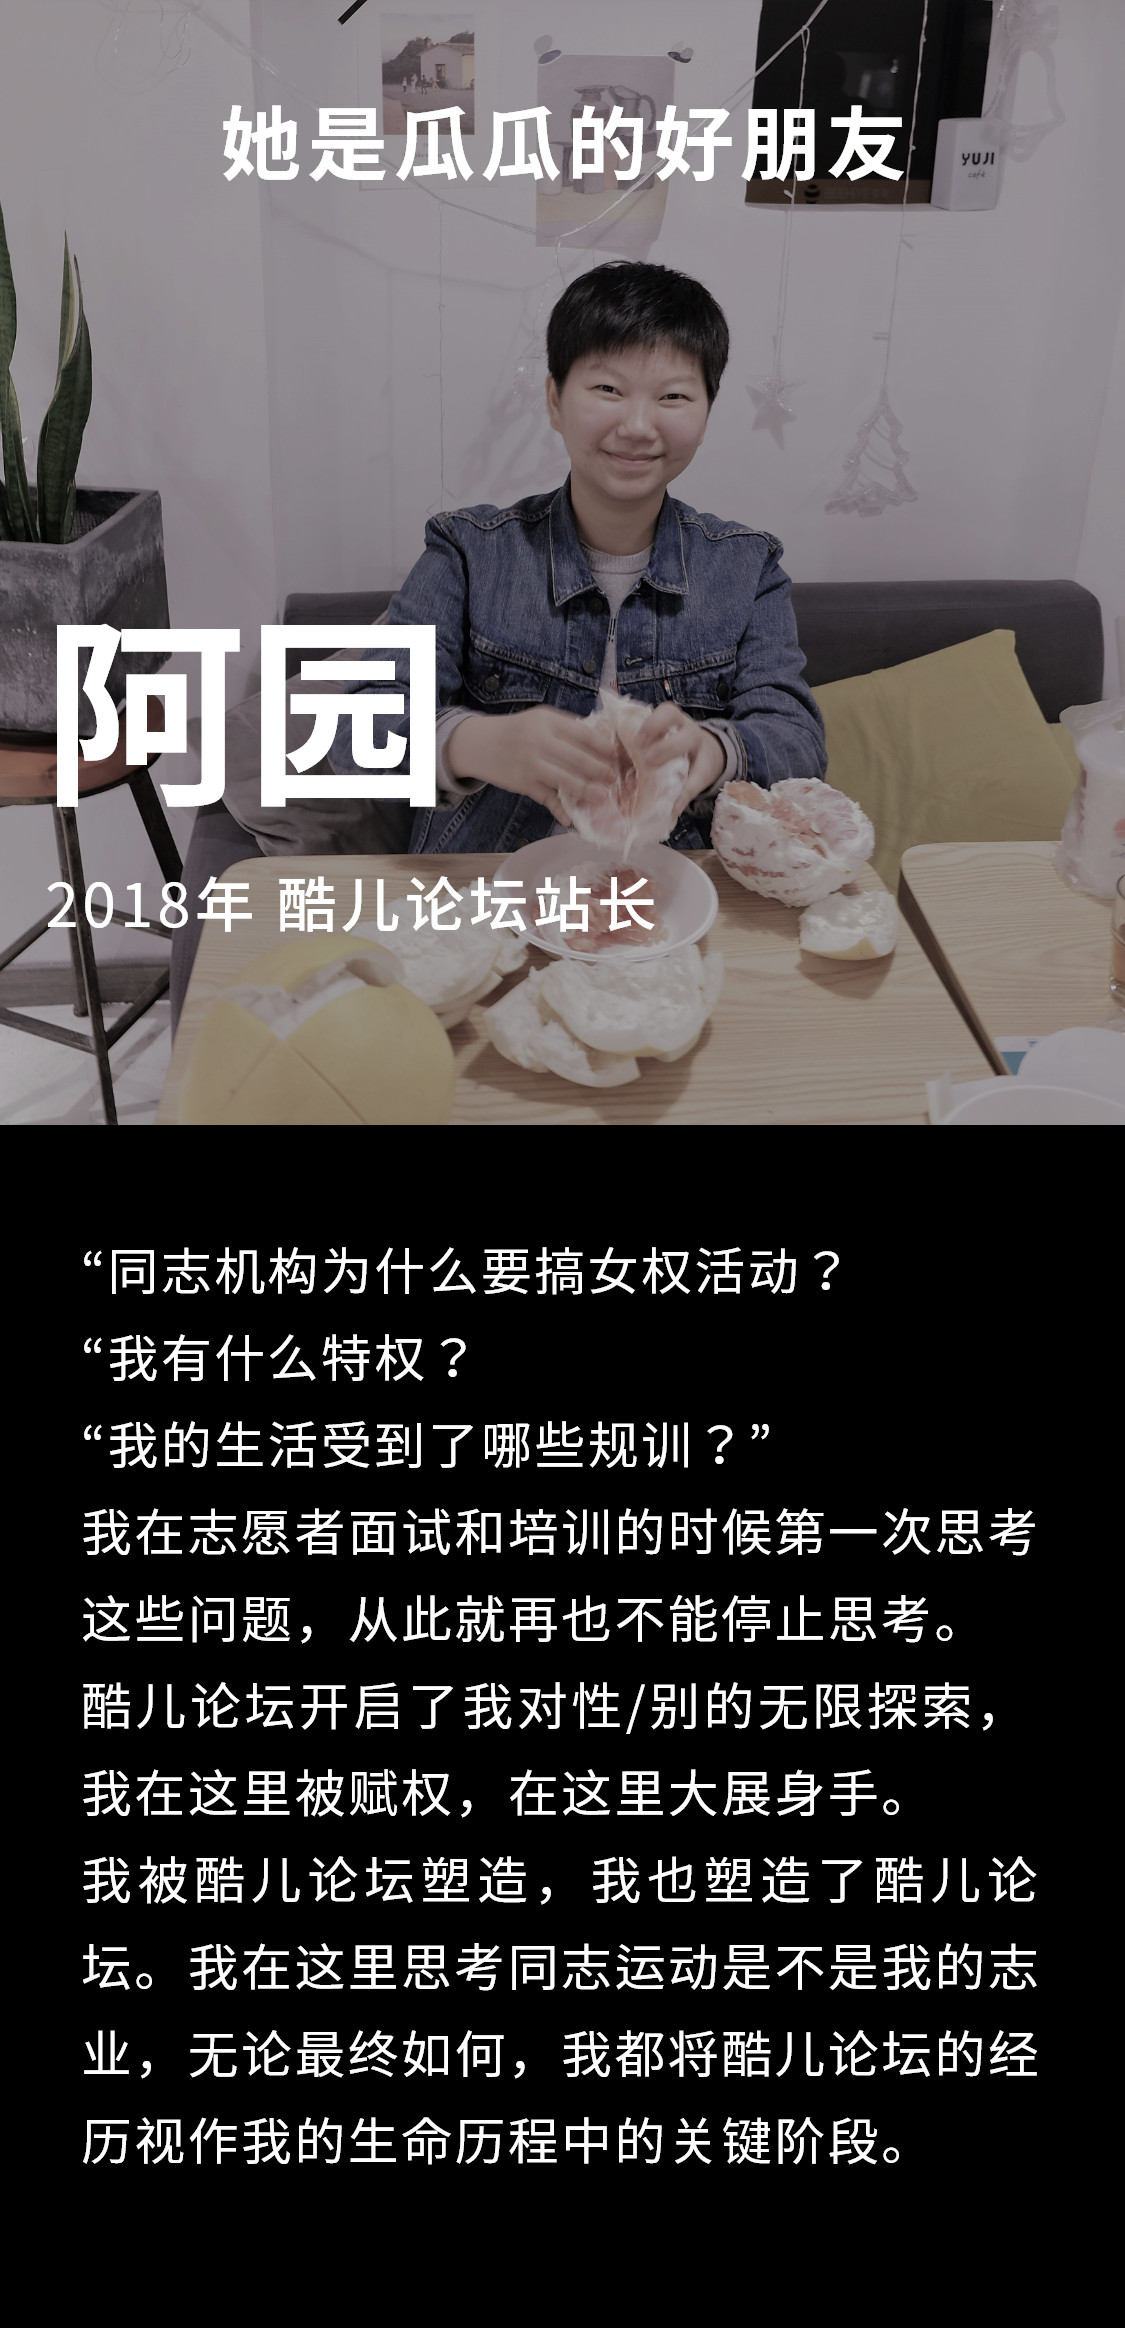 她是瓜瓜的好朋友
YUJI
café
阿园
2018年 酷儿论坛站长
“同志机构为什么要搞女权活动？
“我有什么特权？
“我的生活受到了哪些规训？”
我在志愿者面试和培训的时候第一次思考
这些问题，从此就再也不能停止思考。
酷儿论坛开启了我对性/别的无限探索，
我在这里被赋权，在这里大展身手。
我被酷儿论坛塑造，我也塑造了酷儿论
坛。我在这里思考同志运动是不是我的志
业，无论最终如何，我都将酷儿论坛的经
历视作我的生命历程中的关键阶段。